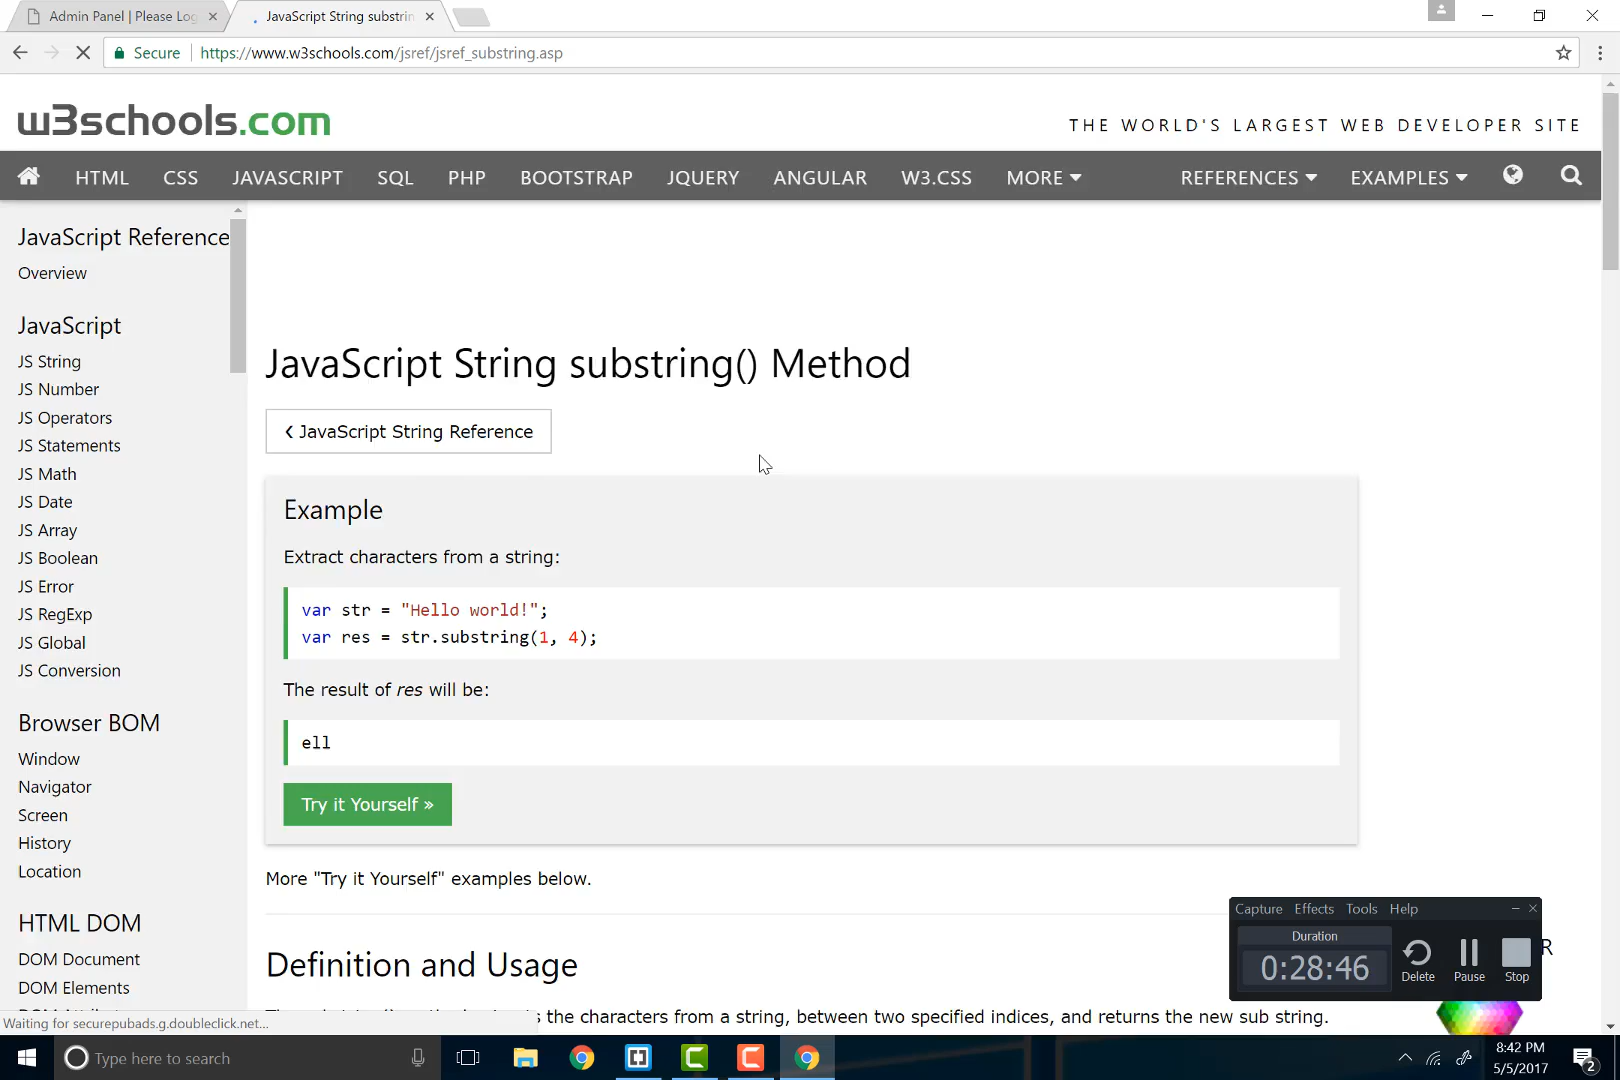 Admin Panel | Please Log
JavaScript String substrin
Secure
https://www.w3schools.com/jsref/jsref_substring.asp
w3schools.com
THE WORLD'S LARGEST WEB DEVELOPER SITE
HTML CSS JAVASCRIPT SQL PHP BOOTSTRAP JQUERY ANGULAR W3.CSS MORE REFERENCES EXAMPLES
JavaScript Reference
Overview
JavaScript
JS String
JS Number
JS Operators
JS Statements
JS Math
JS Date
JS Array
JS Boolean
JS Error
JS RegExp
JS Global
JS Conversion
Browser BOM
Window
Navigator
Screen
History
Location
HTML DOM
DOM Document
DOM Elements
JavaScript String substring() Method
❮ JavaScript String Reference
Example
Extract characters from a string:
var str = "Hello world!";
var res = str.substring(1, 4);
The result of res will be:
ell
Try it Yourself »
More "Try it Yourself" examples below.
Definition and Usage
the characters from a string, between two specified indices, and returns the new sub string.
Capture Effects Tools Help
Duration
0:28:46
Delete
Pause
Stop
R
Waiting for securepubads.g.doubleclick.net...
Type here to search
8:42 PM
5/5/2017
2